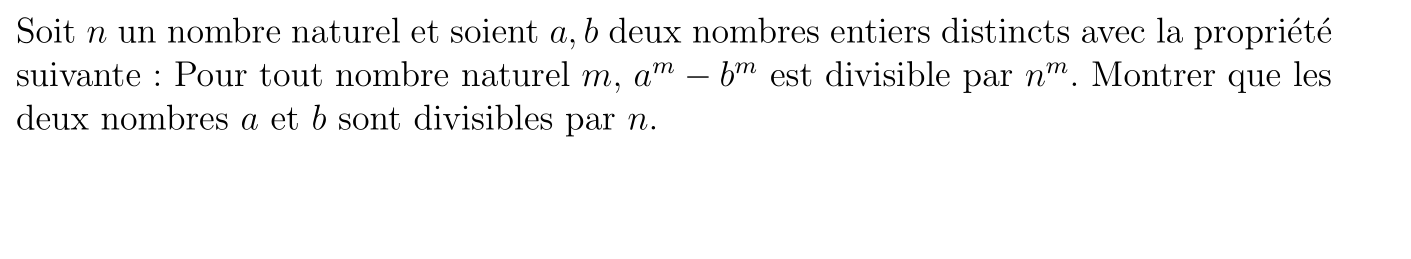 Soit n un nombre naturel et soient a, b deux nombres entiers distincts avec la propriété
suivante : Pour tout nombre naturel m, a^m − b^m est divisible par n^m. Montrer que les
deux nombres a et b sont divisibles par n.